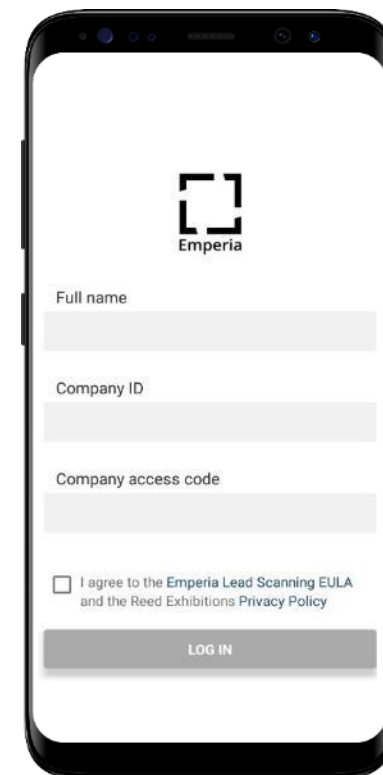 Emperia
Full name
Company ID
Company access code
I agree to the Emperia Lead Scanning EULA
and the Reed Exhibitions Privacy Policy
LOG IN